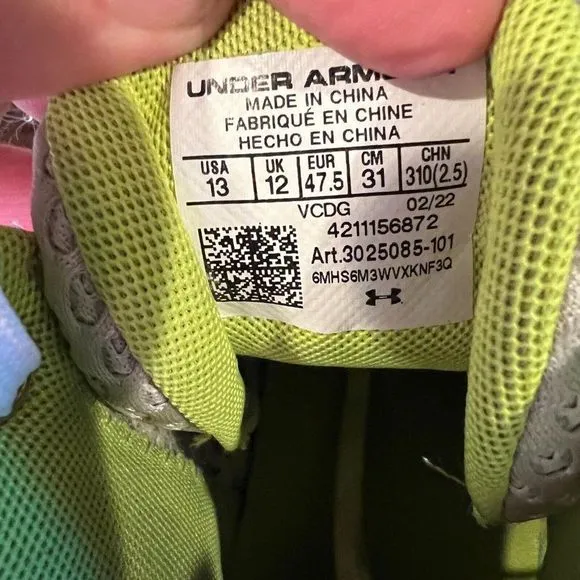 UNDER ARMOUR
MADE IN CHINA
FABRIQUÉ EN CHINE
HECHO EN CHINA
USA UK EUR CM CHN
13 12 47.5 31 310(2.5)
VCDG 02/22
4211156872
Art.3025085-101
6MHS6M3WVXKNF3Q